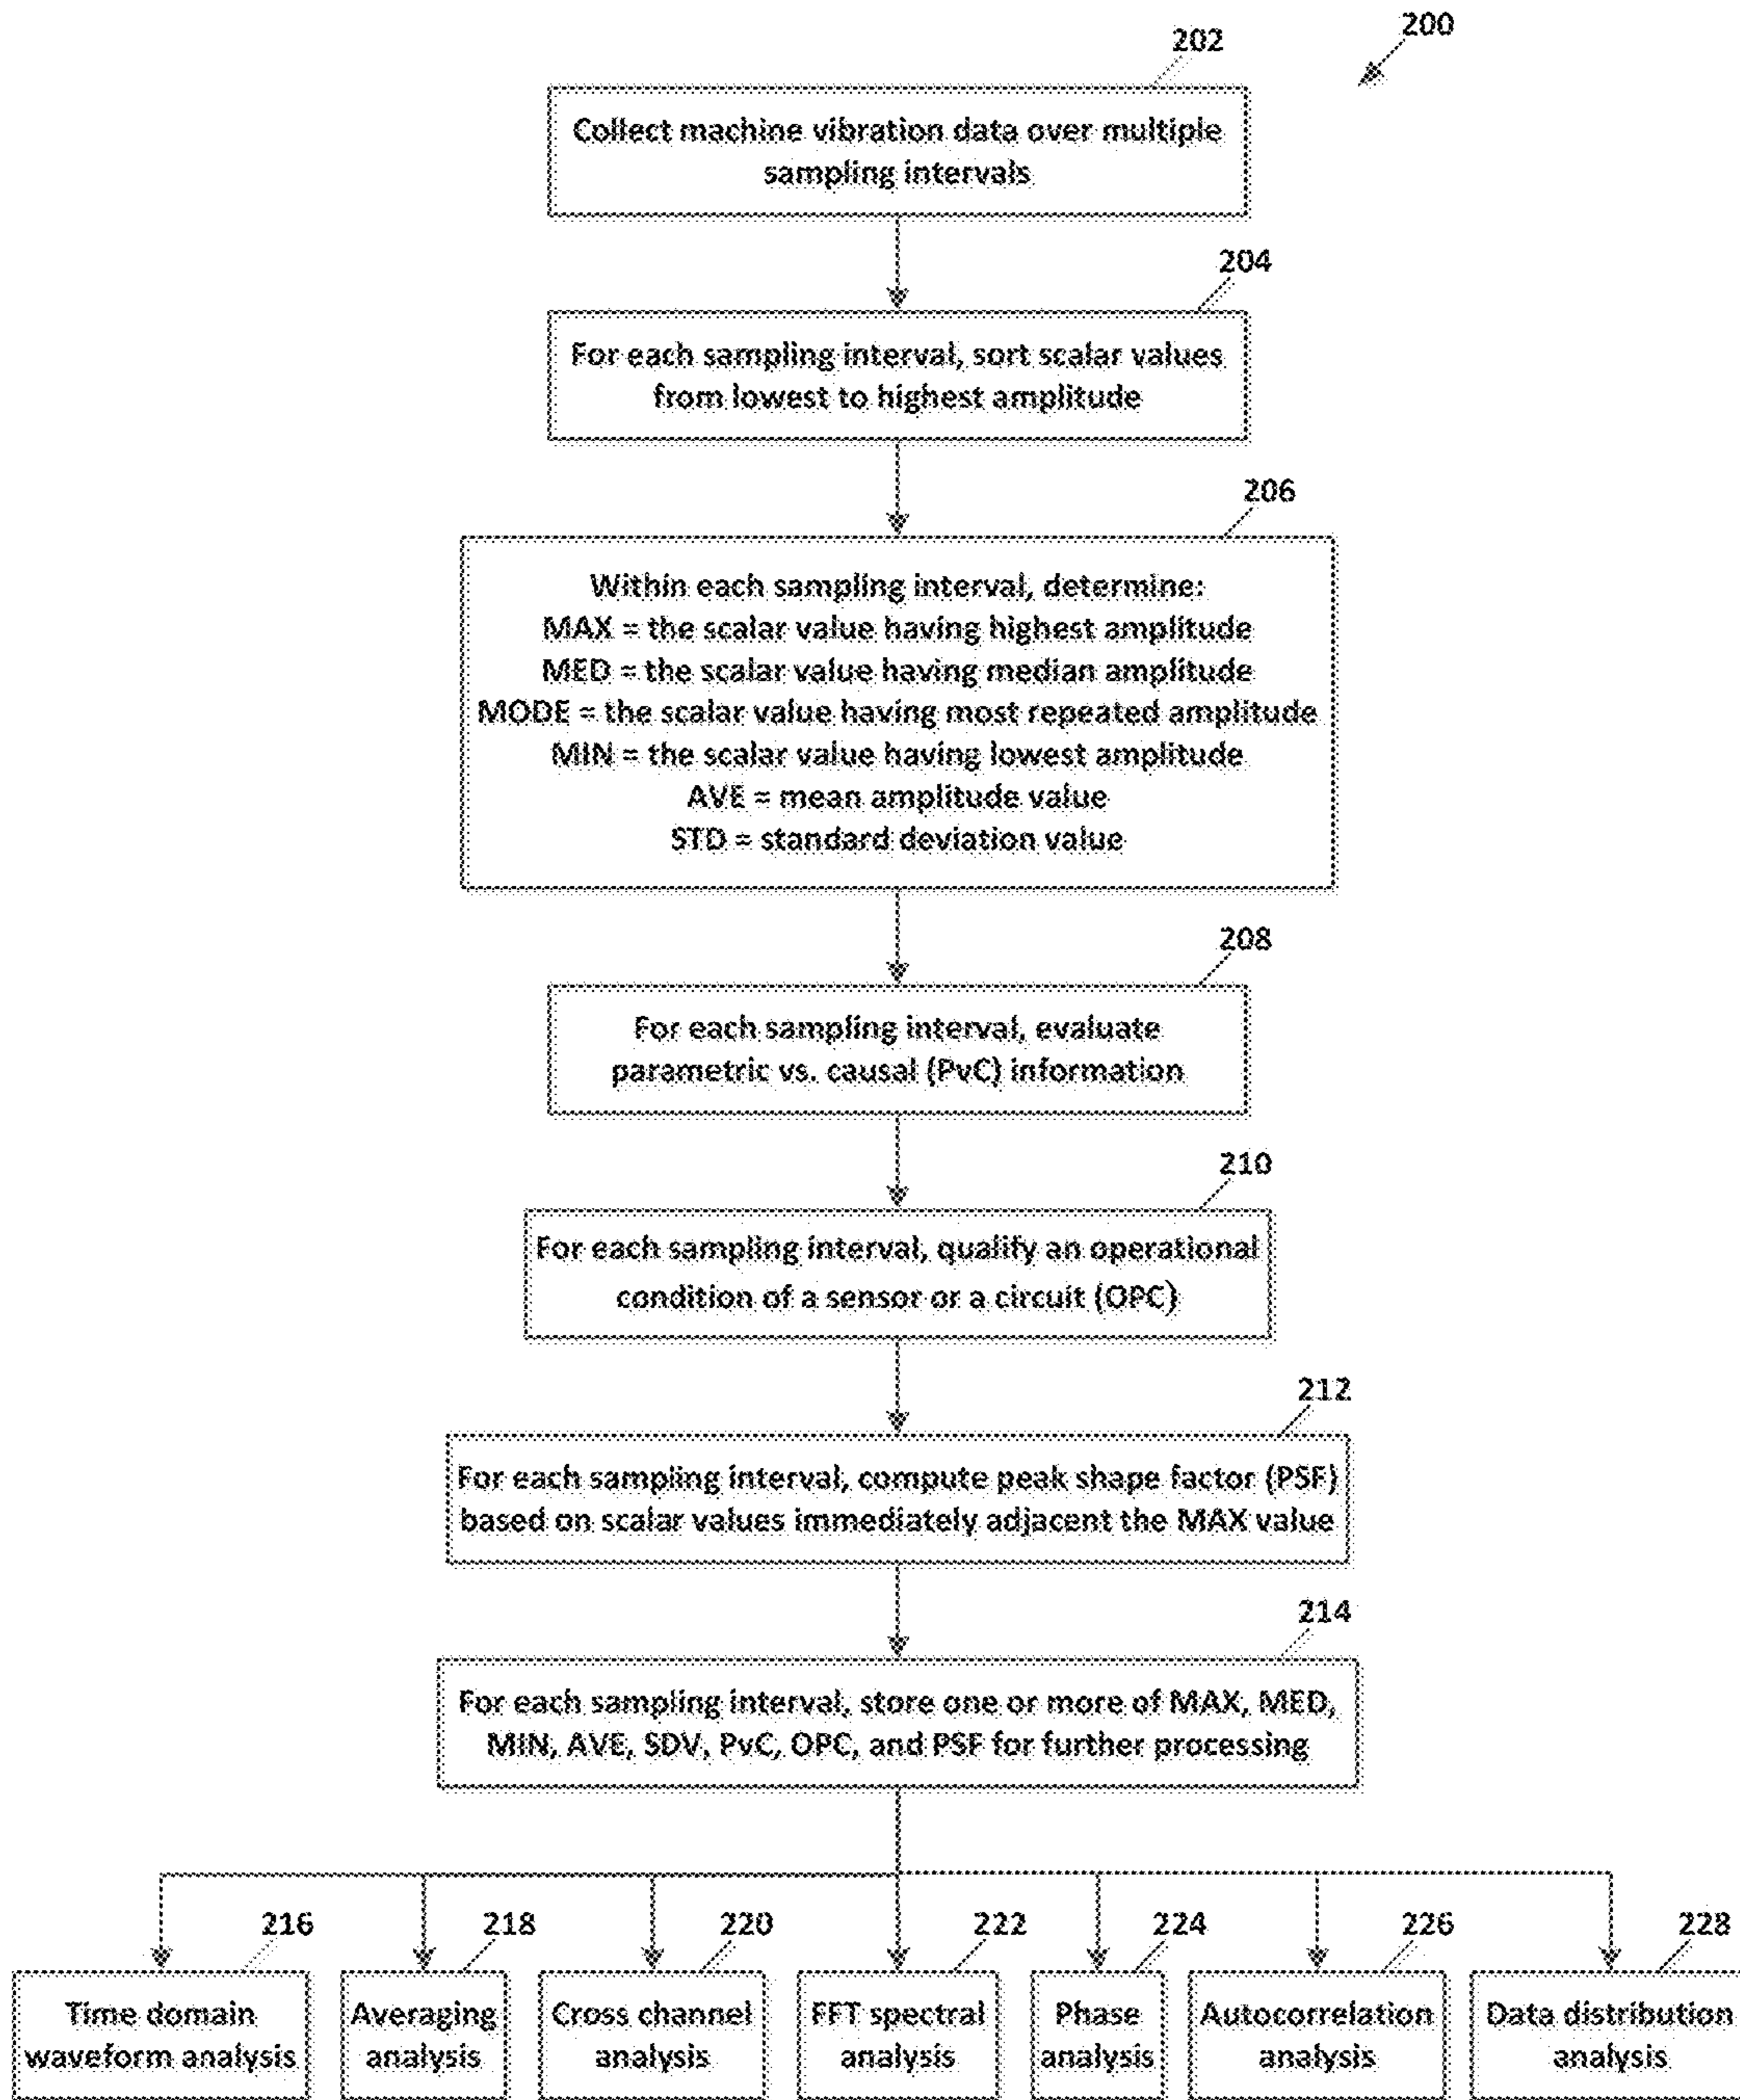 200
202
Collect machine vibration data over multiple
sampling intervals
204
For each sampling interval, sort scalar values
from lowest to highest amplitude
206
Within each sampling interval, determine:
MAX = the scalar value having highest amplitude
MED = the scalar value having median amplitude
MODE = the scalar value having most repeated amplitude
MIN = the scalar value having lowest amplitude
AVE = mean amplitude value
STD = standard deviation value
208
For each sampling interval, evaluate
parametric vs. causal (PvC) information
210
For each sampling interval, qualify an operational
condition of a sensor or a circuit (OPC)
212
For each sampling interval, compute peak shape factor (PSF)
based on scalar values immediately adjacent the MAX value
214
For each sampling interval, store one or more of MAX, MED,
MIN, AVE, SDV, PvC, OPC, and PSF for further processing
216
Time domain
waveform analysis
218
Averaging
analysis
220
Cross channel
analysis
222
FFT spectral
analysis
224
Phase
analysis
226
Autocorrelation
analysis
228
Data distribution
analysis